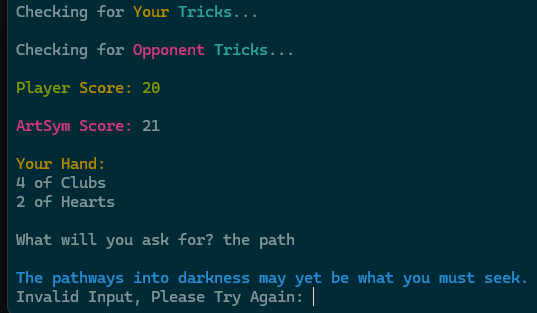 Checking for Your Tricks...
Checking for Opponent Tricks...
Player Score: 20
ArtSym Score: 21
Your Hand:
4 of Clubs
2 of Hearts
What will you ask for? the path
The pathways into darkness may yet be what you must seek.
Invalid Input, Please Try Again: